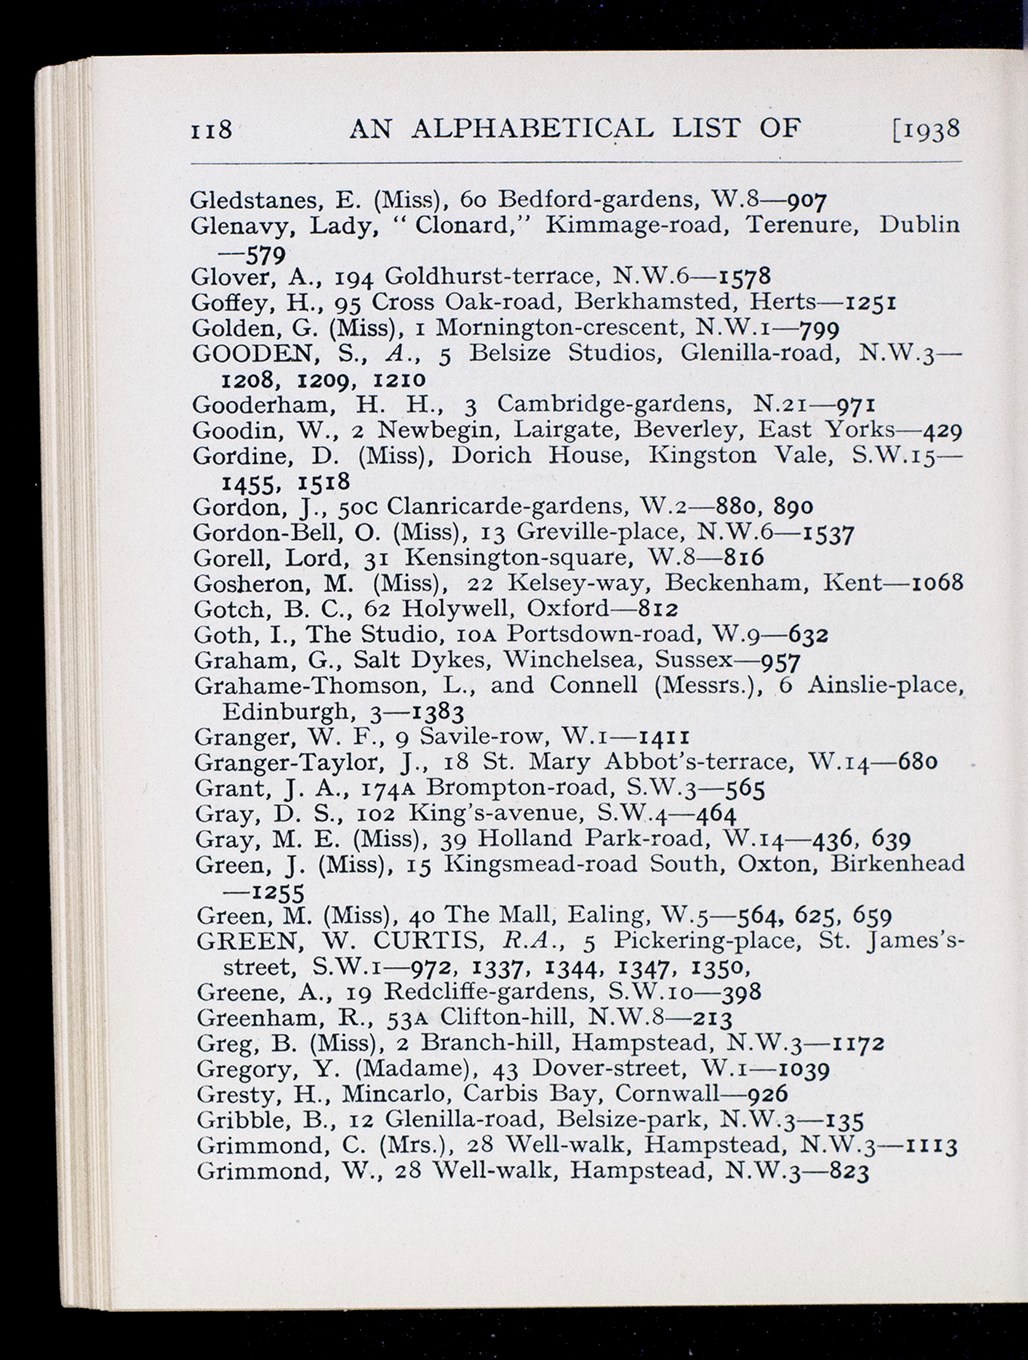 118 AN ALPHABETICAL LIST OF [1938
Gledstanes, E. (Miss), 60 Bedford-gardens, W.8—907
Glenavy, Lady, “ Clonard,” Kimmage-road, Terenure, Dublin
—579
Glover, A., 194 Goldhurst-terrace, N.W.6—1578
Goffey, H., 95 Cross Oak-road, Berkhamsted, Herts—1251
Golden, G. (Miss), 1 Mornington-crescent, N.W.1—799
GOODEN, S., A., 5 Belsize Studios, Glenilla-road, N.W.3—
1208, 1209, 1210
Gooderham, H. H., 3 Cambridge-gardens, N.21—971
Goodin, W., 2 Newbegin, Lairgate, Beverley, East Yorks—429
Gordine, D. (Miss), Dorich House, Kingston Vale, S.W.15—
1455, 1518
Gordon, J., 50C Clanricarde-gardens, W.2—880, 890
Gordon-Bell, O. (Miss), 13 Greville-place, N.W.6—1537
Gorell, Lord, 31 Kensington-square, W.8—816
Gosheron, M. (Miss), 22 Kelsey-way, Beckenham, Kent—1068
Gotch, B. C., 62 Holywell, Oxford—812
Goth, I., The Studio, 10A Portsdown-road, W.9—632
Graham, G., Salt Dykes, Winchelsea, Sussex—957
Grahame-Thomson, L., and Connell (Messrs.), 6 Ainslie-place,
Edinburgh, 3—1383
Granger, W. F., 9 Savile-row, W.1—1411
Granger-Taylor, J., 18 St. Mary Abbot's-terrace, W.14—680
Grant, J. A., 174A Brompton-road, S.W.3—565
Gray, D. S., 102 King's-avenue, S.W.4—464
Gray, M. E. (Miss), 39 Holland Park-road, W.14—436, 639
Green, J. (Miss), 15 Kingsmead-road South, Oxton, Birkenhead
—1255
Green, M. (Miss), 40 The Mall, Ealing, W.5—564, 625, 659
GREEN, W. CURTIS, R.A., 5 Pickering-place, St. James's-
street, S.W.1—972, 1337, 1344, 1347, 1350,
Greene, A., 19 Redcliffe-gardens, S.W.10—398
Greenham, R., 53A Clifton-hill, N.W.8—213
Greg, B. (Miss), 2 Branch-hill, Hampstead, N.W.3—1172
Gregory, Y. (Madame), 43 Dover-street, W.1—1039
Gresty, H., Mincarlo, Carbis Bay, Cornwall—926
Gribble, B., 12 Glenilla-road, Belsize-park, N.W.3—135
Grimmond, C. (Mrs.), 28 Well-walk, Hampstead, N.W.3—1113
Grimmond, W., 28 Well-walk, Hampstead, N.W.3—823